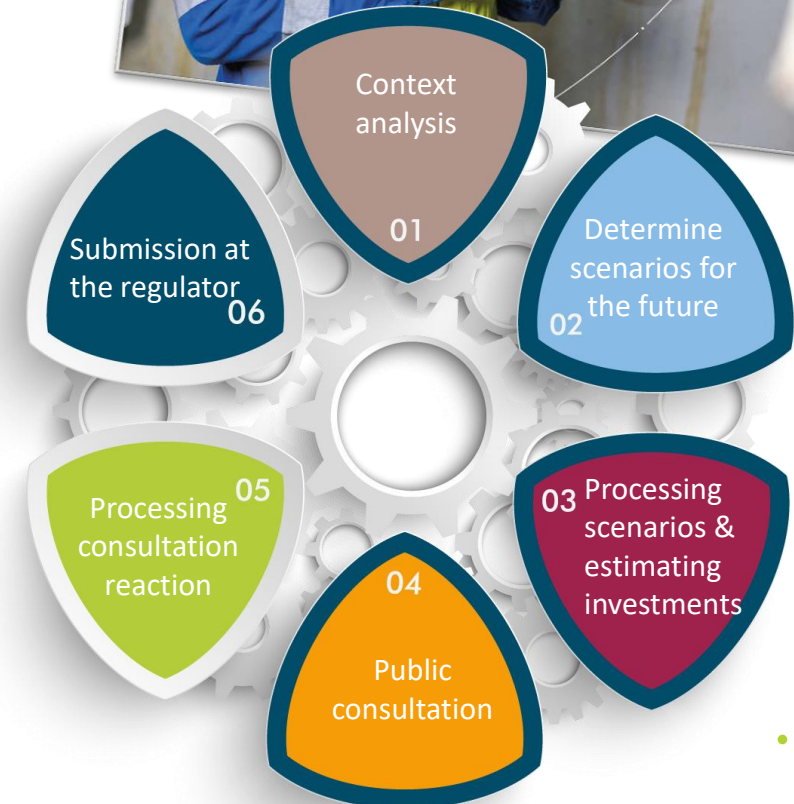 Context
analysis
01
Determine
scenarios for
the future
02
03
Processing
scenarios &
estimating
investments
04
Public
consultation
05
Processing
consultation
reaction
Submission at
the regulator
06